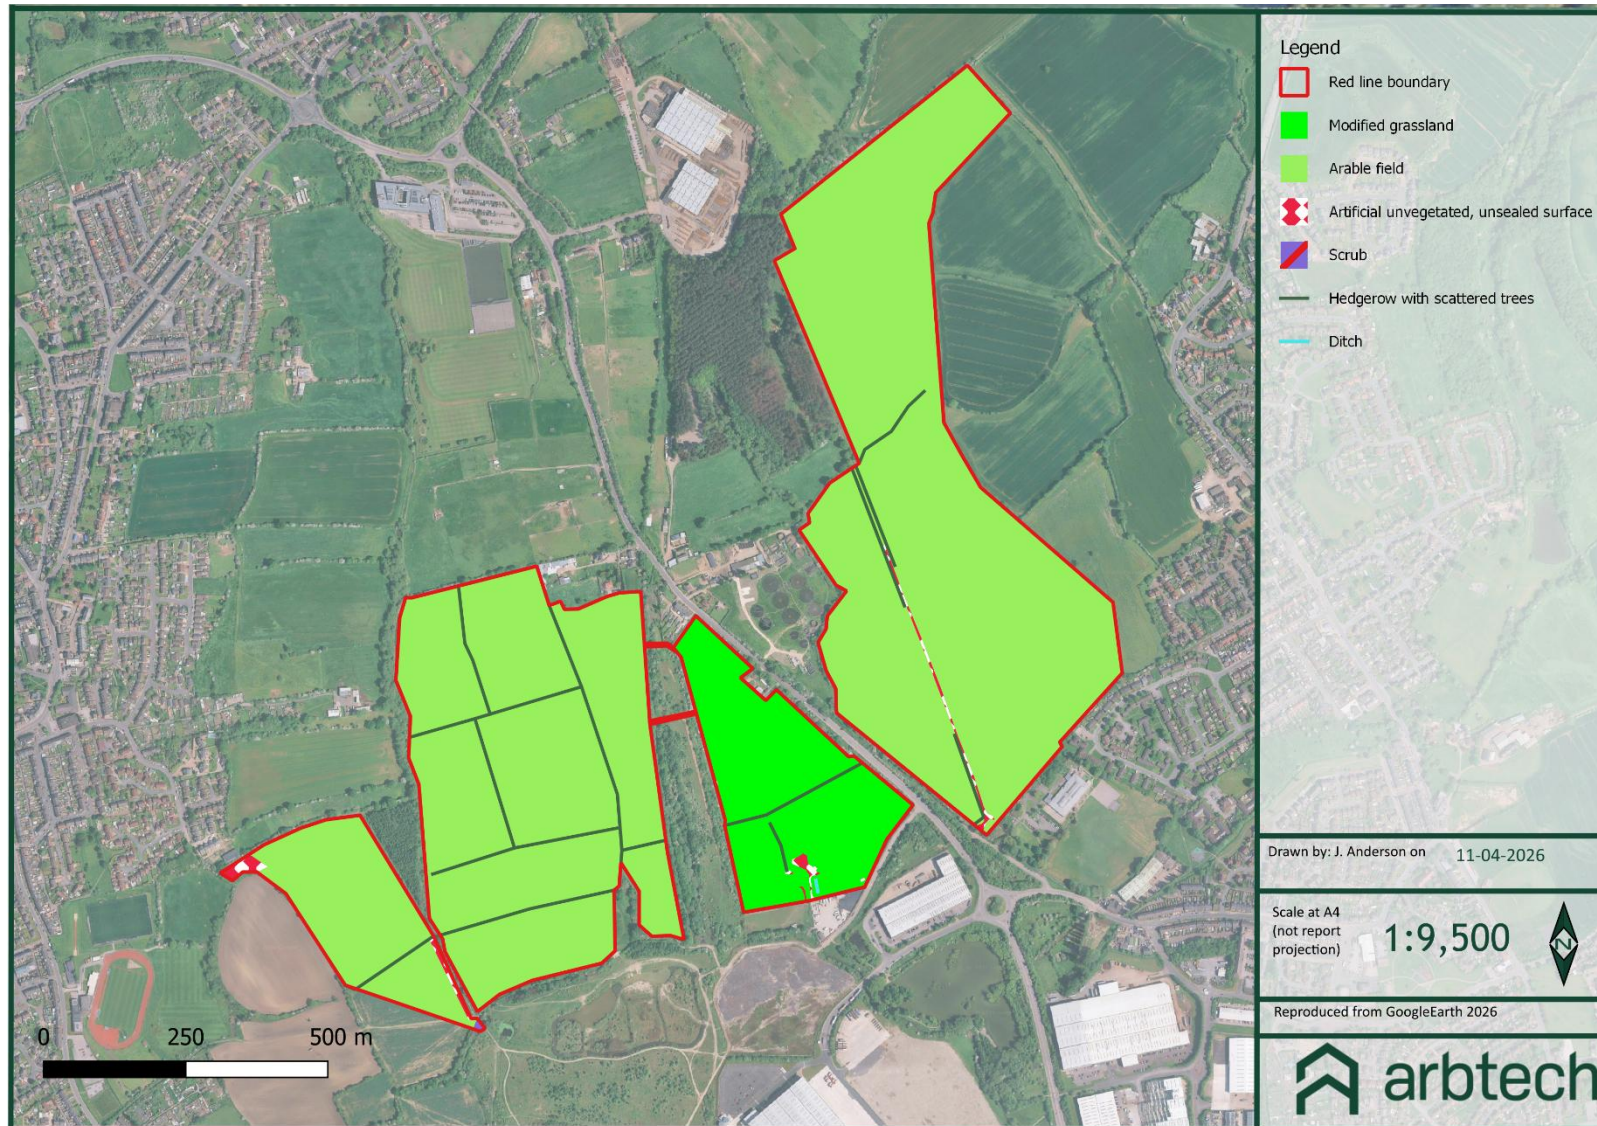 Legend
Red line boundary
Modified grassland
Arable field
Artificial unvegetated, unsealed surface
Scrub
Hedgerow with scattered trees
Ditch
Drawn by: J. Anderson on 11-04-2026
Scale at A4
(not report
projection)
1:9,500
N
Reproduced from GoogleEarth 2026
arbtech
0 250 500 m